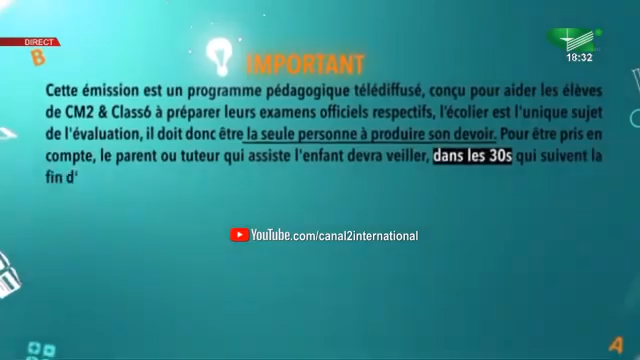 DIRECT
B
18:32
IMPORTANT
Cette émission est un programme pédagogique télédiffusé, conçu pour aider les élèves
de CM2 & Class6 à préparer leurs examens officiels respectifs, l'écolier est l'unique sujet
de l'évaluation, il doit donc être la seule personne à produire son devoir. Pour être pris en
compte, le parent ou tuteur qui assiste l'enfant devra veiller, dans les 30s qui suivent la
fin d'
YouTube.com/canal2international
A